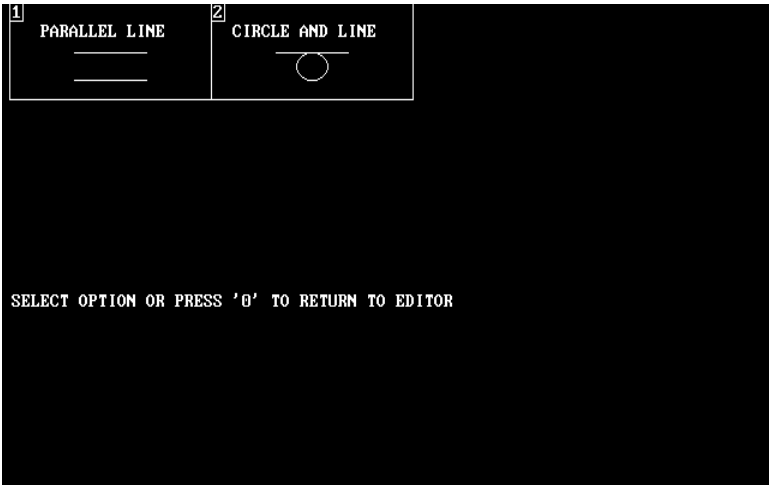 1
PARALLEL LINE
2
CIRCLE AND LINE
SELECT OPTION OR PRESS '0' TO RETURN TO EDITOR